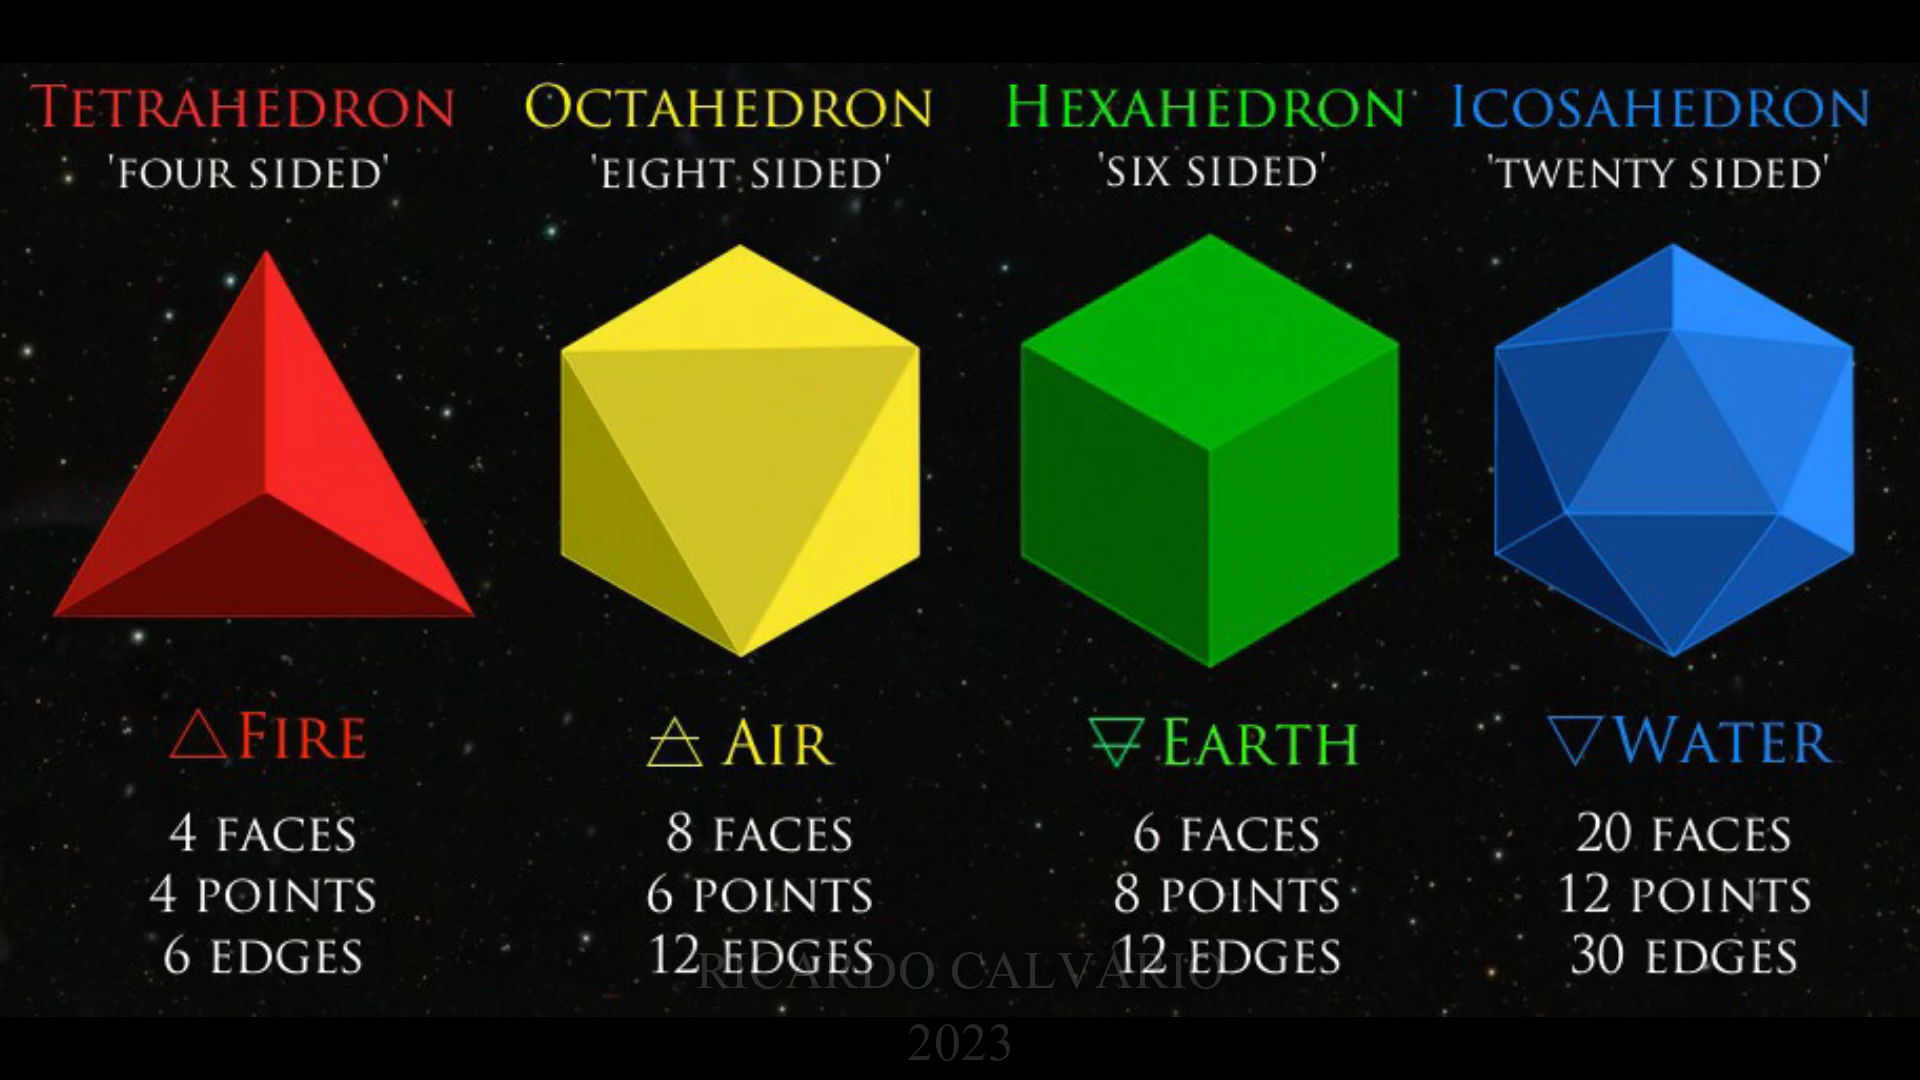 TETRAHEDRON
'FOUR SIDED'
FIRE
4 FACES
4 POINTS
6 EDGES
OCTAHEDRON
'EIGHT SIDED'
AIR
8 FACES
6 POINTS
12 EDGES
HEXAHEDRON
'SIX SIDED'
EARTH
6 FACES
8 POINTS
12 EDGES
ICOSAHEDRON
'TWENTY SIDED'
WATER
20 FACES
12 POINTS
30 EDGES
RICARDO CALVARIO
2023